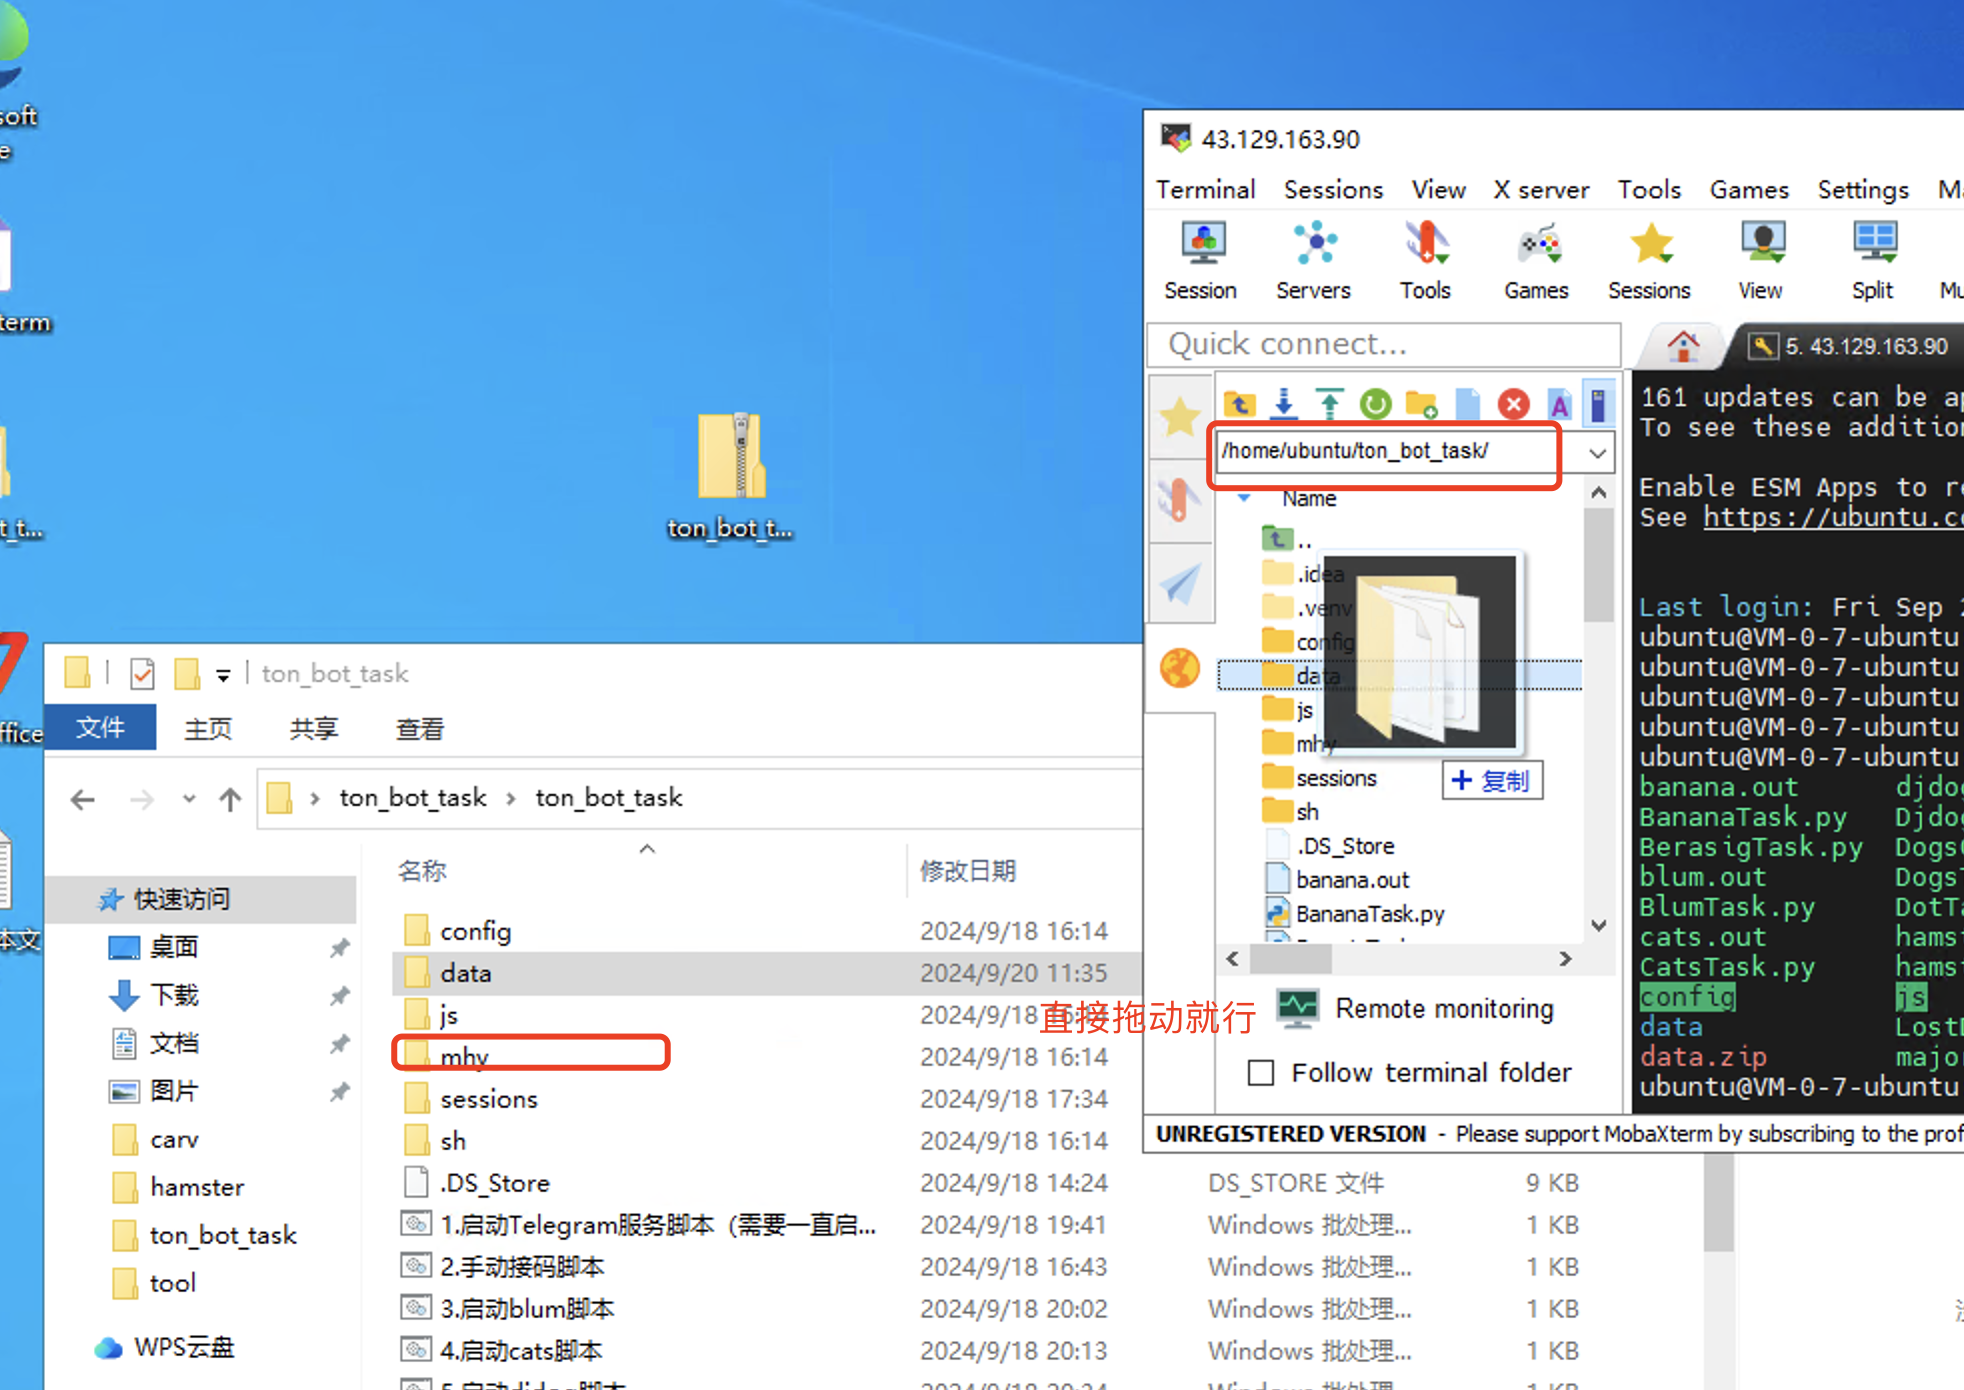 soft
e
term
t_t...
ffice
本文
ton_bot_t...
43.129.163.90
Terminal Sessions View X server Tools Games Settings
Session Servers Tools Games Sessions View Split
Quick connect...
5. 43.129.163.90
/home/ubuntu/ton_bot_task/
Name
..
.idea
.venv
config
data
js
mhy
sessions
sh
.DS_Store
banana.out
BananaTask.py
+ 复制
Remote monitoring
Follow terminal folder
161 updates can be
To see these
Enable ESM Apps to
See https://ubuntu.
Last login: Fri Sep
ubuntu@VM-0-7-ubuntu
ubuntu@VM-0-7-ubuntu
ubuntu@VM-0-7-ubuntu
ubuntu@VM-0-7-ubuntu
ubuntu@VM-0-7-ubuntu
banana.out
BananaTask.py
BerasigTask.py
blum.out
BlumTask.py
cats.out
CatsTask.py
config js
data
data.zip
ubuntu@VM-0-7-ubuntu
UNREGISTERED VERSION - Please support MobaXterm by subscribing to the
ton_bot_task
文件 主页 共享 查看
ton_bot_task › ton_bot_task
快速访问
桌面
下载
文档
图片
carv
hamster
ton_bot_task
tool
WPS云盘
名称 修改日期
config 2024/9/18 16:14
data 2024/9/20 11:35
js 2024/9/18 16:14
直接拖动就行
mhy 2024/9/18 16:14
sessions 2024/9/18 17:34
sh 2024/9/18 16:14
.DS_Store 2024/9/18 14:24 DS_STORE 文件 9 KB
1.启动Telegram服务脚本（需要一直启... 2024/9/18 19:41 Windows 批处理... 1 KB
2.手动接码脚本 2024/9/18 16:43 Windows 批处理... 1 KB
3.启动blum脚本 2024/9/18 20:02 Windows 批处理... 1 KB
4.启动cats脚本 2024/9/18 20:13 Windows 批处理... 1 KB